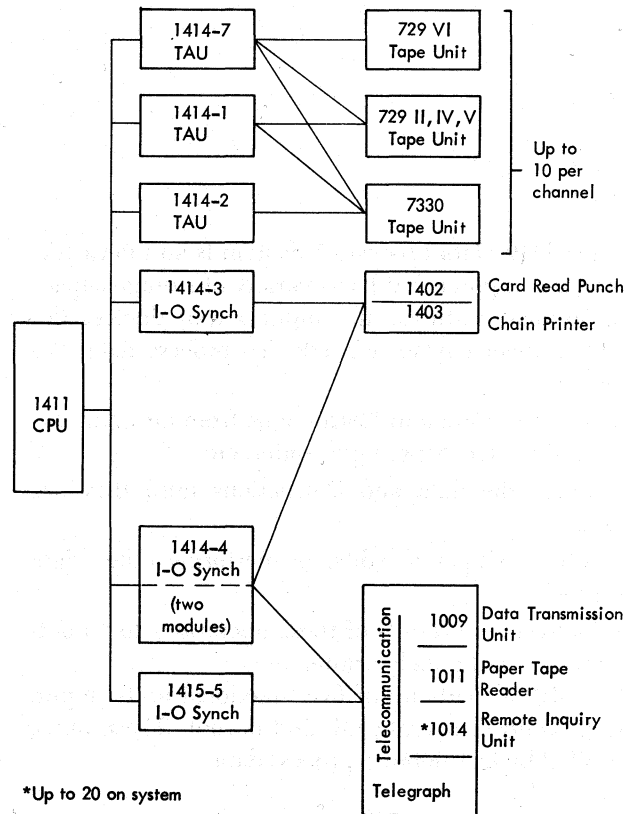 1414-7
TAU
729 VI
Tape Unit
1414-1
TAU
729 II, IV, V
Tape Unit
Up to
10 per
channel
1414-2
TAU
7330
Tape Unit
1414-3
I-O Synch
1402
1403
Card Read Punch
Chain Printer
1411
CPU
1414-4
I-O Synch
(two
modules)
1415-5
I-O Synch
Telecommunication
1009
Data Transmission
Unit
1011
Paper Tape
Reader
*1014
Remote Inquiry
Unit
Telegraph
*Up to 20 on system